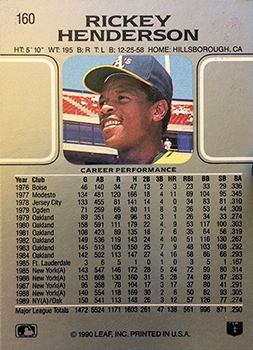 160
RICKEY
HENDERSON
HT: 5' 10" WT: 195 B: R T: L B: 12-25-58 HOME: HILLSBOROUGH, CA
A's
CAREER PERFORMANCE
Year Club G AB R H 2B 3B HR RBI BB SB BA
1976 Boise 46 140 34 47 13 2 3 23 33 29 .336
1977 Modesto 134 481 120 166 18 4 11 69 104 95 .345
1978 Jersey City 133 455 81 141 14 4 0 34 83 81 .310
1979 Ogden 71 259 66 80 11 8 3 26 53 44 .309
1979 Oakland 89 351 49 96 13 3 1 26 34 33 .274
1980 Oakland 158 591 111 179 22 4 9 53 117 100 .303
1981 Oakland 108 423 89 135 18 7 6 35 64 56 .319
1982 Oakland 149 536 119 143 24 4 10 51 116 130 .267
1983 Oakland 145 513 105 150 25 7 9 48 103 108 .292
1984 Oakland 142 502 113 147 27 4 16 58 86 66 .293
1985 Ft. Lauderdale 3 6 5 1 0 1 0 3 5 1 .167
1985 New York(A) 143 547 146 172 28 5 24 72 99 80 .314
1986 New York(A) 153 608 130 160 31 5 28 74 89 87 .263
1987 New York(A) 95 358 78 104 17 3 17 37 80 41 .291
1988 New York(A) 140 554 118 169 30 2 6 50 82 93 .305
1989 NY(A)/Oak 150 541 113 148 26 3 12 57 126 77 .274
Major League Totals 1472 5524 1171 1603 261 47 138 561 996 871 .290
© 1990 LEAF, INC. PRINTED IN U.S.A.